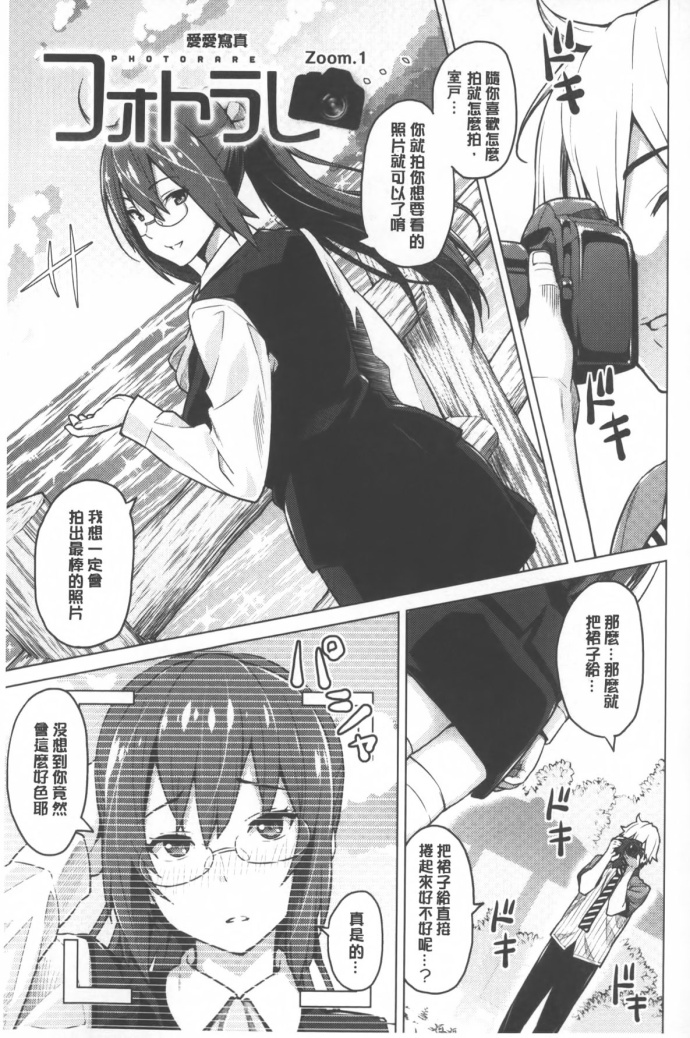 愛愛寫真
PHOTORARE
フォトラレ
Zoom.1
ドキ
ドキ
隨你喜歡怎麼
拍就怎麼拍,
室戸…
你就拍你想要看的
照片就可以了唷
我想一定會
拍出最棒的照片
那麼…那麼就
把裙子給…
ドキ
ドキ
把裙子給直接
捲起來好不好呢…?
パシャ
真是的…
沒想到你竟然
會這麼好色耶